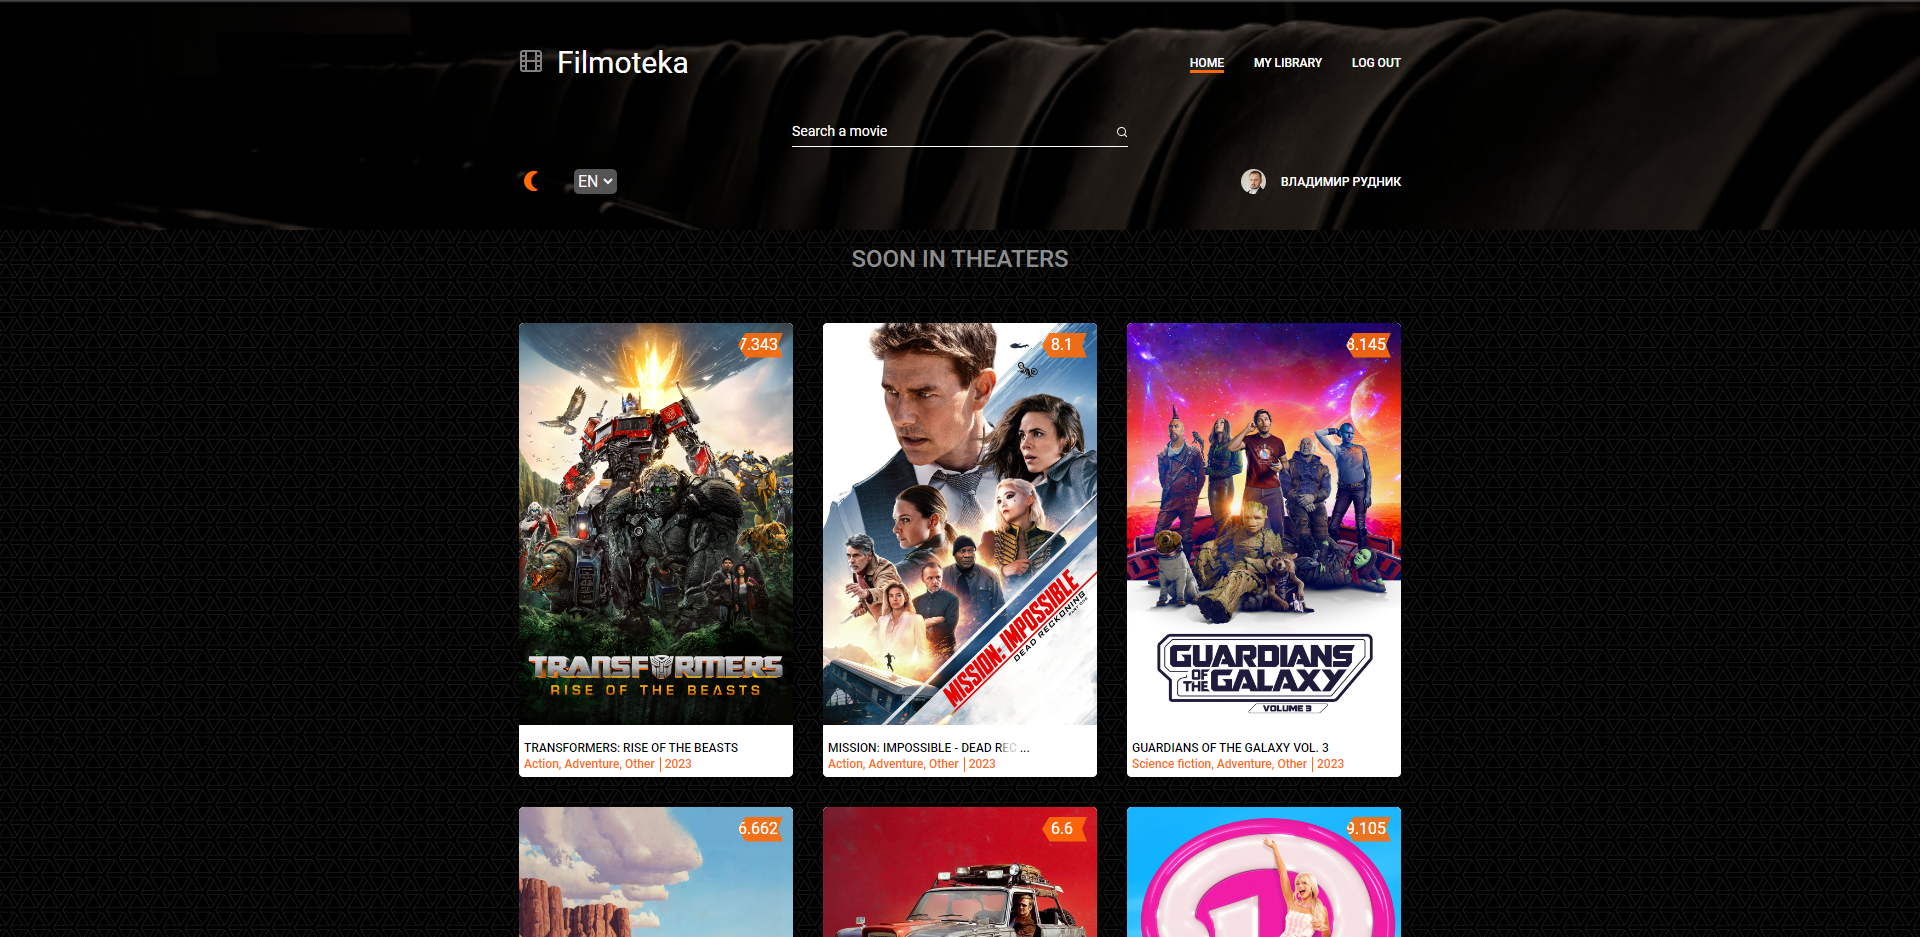 Filmoteka
HOME MY LIBRARY LOG OUT
Search a movie
EN
ВЛАДИМИР РУДНИК
SOON IN THEATERS
7.343
8.1
8.145
TRANSFORMERS
RISE OF THE BEASTS
MISSION: IMPOSSIBLE
DEAD RECKONING
PART ONE
GUARDIANS
OF THE GALAXY
VOLUME 3
TRANSFORMERS: RISE OF THE BEASTS
Action, Adventure, Other | 2023
MISSION: IMPOSSIBLE - DEAD REC ...
Action, Adventure, Other | 2023
GUARDIANS OF THE GALAXY VOL. 3
Science fiction, Adventure, Other | 2023
6.662
6.6
9.105